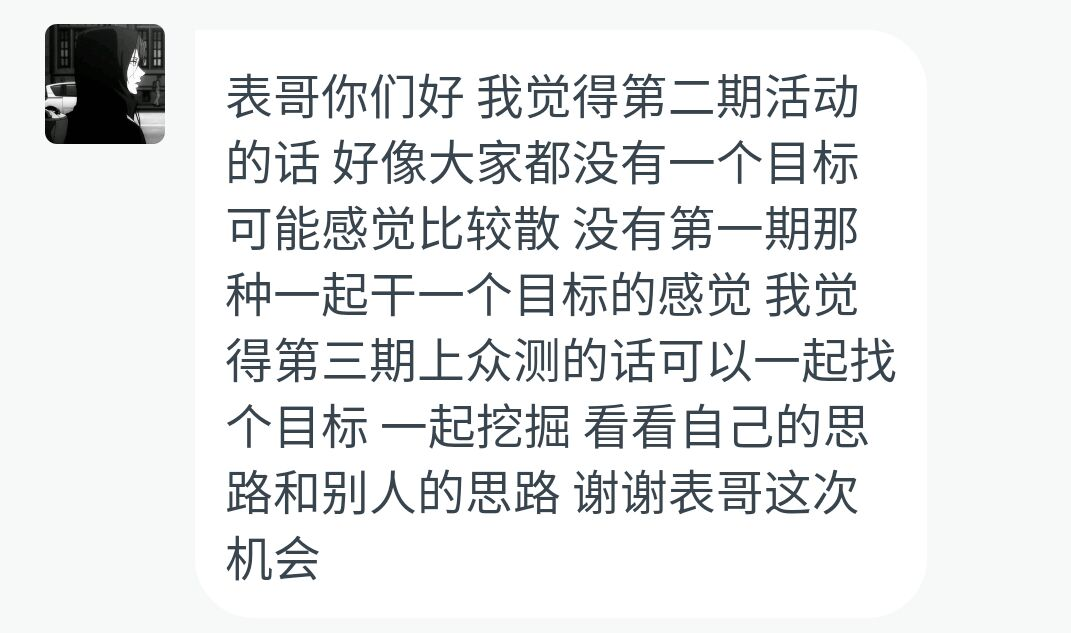 表哥你们好 我觉得第二期活动
的话 好像大家都没有一个目标
可能感觉比较散 没有第一期那
种一起干一个目标的感觉 我觉
得第三期上众测的话可以一起找
个目标 一起挖掘 看看自己的思
路和别人的思路 谢谢表哥这次
机会